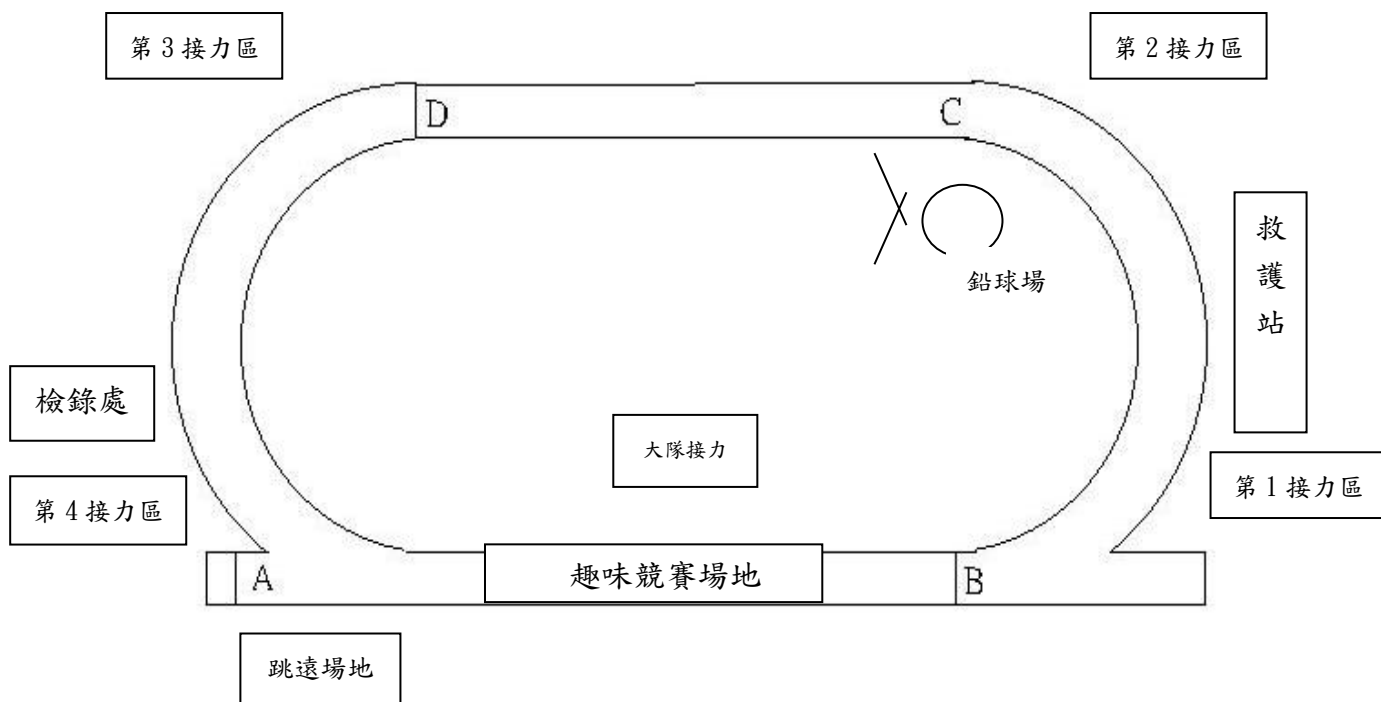 第 3 接力區
第 2 接力區
D
C
救護站
鉛球場
檢錄處
大隊接力
第 4 接力區
第 1 接力區
A
趣味競賽場地
B
跳遠場地